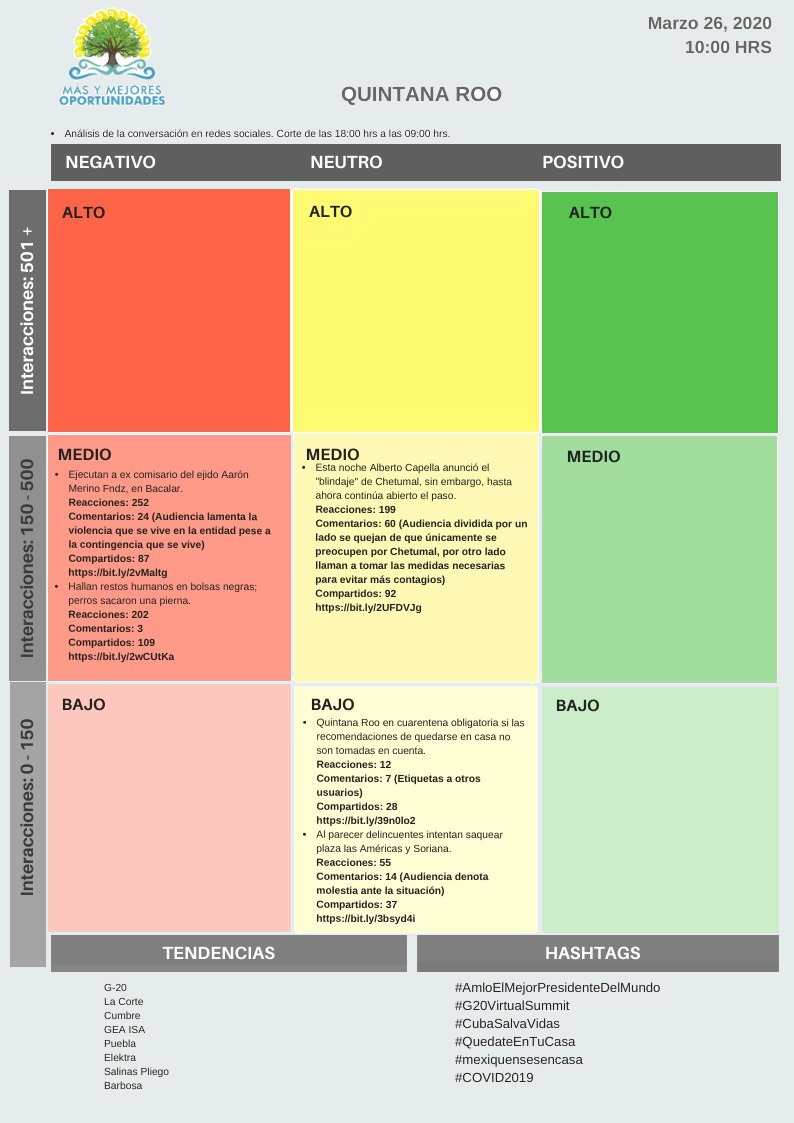 Marzo 26, 2020
10:00 HRS
MAS Y MEJORES
OPORTUNIDADES
QUINTANA ROO
• Análisis de la conversación en redes sociales. Corte de las 18:00 hrs a las 09:00 hrs.
NEGATIVO
NEUTRO
POSITIVO
Interacciones: 501 +
ALTO
ALTO
ALTO
Interacciones: 150 - 500
MEDIO
• Ejecutan a ex comisario del ejido Aarón
Merino Fndz, en Bacalar.
Reacciones: 252
Comentarios: 24 (Audiencia lamenta la
violencia que se vive en la entidad pese a
la contingencia que se vive)
Compartidos: 87
https://bit.ly/2vMaltg
• Hallan restos humanos en bolsas negras;
perros sacaron una pierna.
Reacciones: 202
Comentarios: 3
Compartidos: 109
https://bit.ly/2wCUtKa
MEDIO
• Esta noche Alberto Capella anunció el
"blindaje" de Chetumal, sin embargo, hasta
ahora continúa abierto el paso.
Reacciones: 199
Comentarios: 60 (Audiencia dividida por un
lado se quejan de que únicamente se
preocupen por Chetumal, por otro lado
llaman a tomar las medidas necesarias
para evitar más contagios)
Compartidos: 92
https://bit.ly/2UFDVJg
MEDIO
Interacciones: 0 - 150
BAJO
BAJO
• Quintana Roo en cuarentena obligatoria si las
recomendaciones de quedarse en casa no
son tomadas en cuenta.
Reacciones: 12
Comentarios: 7 (Etiquetas a otros
usuarios)
Compartidos: 28
https://bit.ly/39n0lo2
• Al parecer delincuentes intentan saquear
plaza las Américas y Soriana.
Reacciones: 55
Comentarios: 14 (Audiencia denota
molestia ante la situación)
Compartidos: 37
https://bit.ly/3bsyd4i
BAJO
TENDENCIAS
G-20
La Corte
Cumbre
GEA ISA
Puebla
Elektra
Salinas Pliego
Barbosa
HASHTAGS
#AmloElMejorPresidenteDelMundo
#G20VirtualSummit
#CubaSalvaVidas
#QuedateEnTuCasa
#mexiquensesencasa
#COVID2019